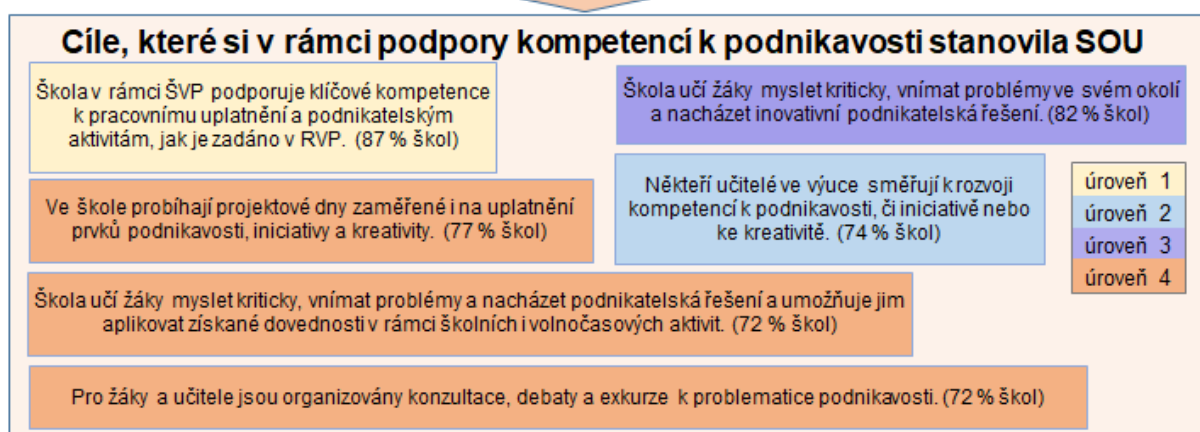 Cíle, které si v rámci podpory kompetencí k podnikavosti stanovila SOU
Škola v rámci ŠVP podporuje klíčové kompetence
k pracovnímu uplatnění a podnikatelským
aktivitám, jak je zadáno v RVP. (87 % škol)
Škola učí žáky myslet kriticky, vnímat problémy ve svém okolí
a nacházet inovativní podnikatelská řešení. (82 % škol)
Ve škole probíhají projektové dny zaměřené i na uplatnění
prvků podnikavosti, iniciativy a kreativity. (77 % škol)
Někteří učitelé ve výuce směřují k rozvoji
kompetencí k podnikavosti, či iniciativě nebo
ke kreativitě. (74 % škol)
úroveň 1
úroveň 2
úroveň 3
úroveň 4
Škola učí žáky myslet kriticky, vnímat problémy a nacházet podnikatelská řešení a umožňuje jim
aplikovat získané dovednosti v rámci školních i volnočasových aktivit. (72 % škol)
Pro žáky a učitele jsou organizovány konzultace, debaty a exkurze k problematice podnikavosti. (72 % škol)